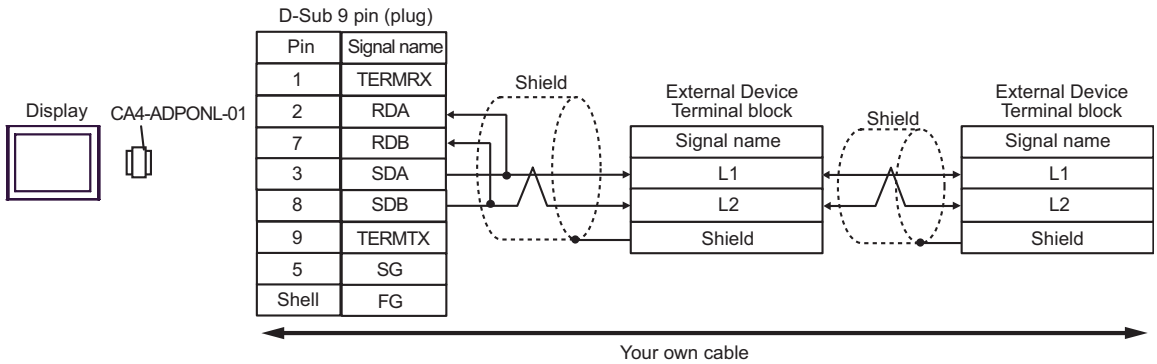 D-Sub 9 pin (plug)
Pin Signal name
1 TERMRX
2 RDA
7 RDB
3 SDA
8 SDB
9 TERMTX
5 SG
Shell FG
Display
CA4-ADPONL-01
Shield
External Device
Terminal block
Signal name
L1
L2
Shield
Shield
External Device
Terminal block
Signal name
L1
L2
Shield
Your own cable